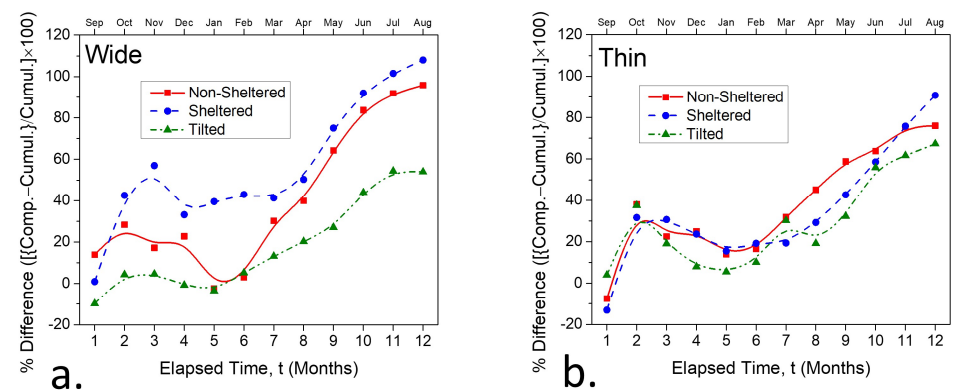 Sep Oct Nov Dec Jan Feb Mar Apr May Jun Jul Aug
% Difference ([{Comp.−Cumul.}/Cumul.]×100)
120
100
80
60
40
20
0
-20
Wide
Non-Sheltered
Sheltered
Tilted
1 2 3 4 5 6 7 8 9 10 11 12
Elapsed Time, t (Months)
a.
Sep Oct Nov Dec Jan Feb Mar Apr May Jun Jul Aug
% Difference ([{Comp.−Cumul.}/Cumul.]×100)
120
100
80
60
40
20
0
-20
Thin
Non-Sheltered
Sheltered
Tilted
1 2 3 4 5 6 7 8 9 10 11 12
Elapsed Time, t (Months)
b.